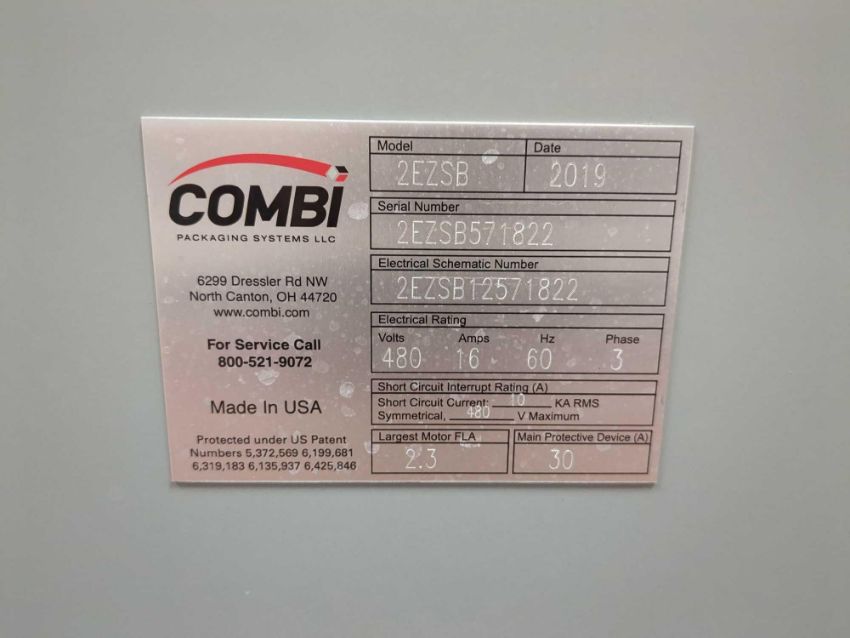 COMBi
PACKAGING SYSTEMS LLC
6299 Dressler Rd NW
North Canton, OH 44720
www.combi.com
For Service Call
800-521-9072
Made In USA
Protected under US Patent
Numbers 5,372,569 6,199,681
6,319,183 6,135,937 6,425,846
Model Date
2EZSB 2019
Serial Number
2EZSB571822
Electrical Schematic Number
2EZSB12571822
Electrical Rating
Volts Amps Hz Phase
480 16 60 3
Short Circuit Interrupt Rating (A)
Short Circuit Current: 10 KA RMS
Symmetrical, 480 V Maximum
Largest Motor FLA Main Protective Device (A)
2.3 30